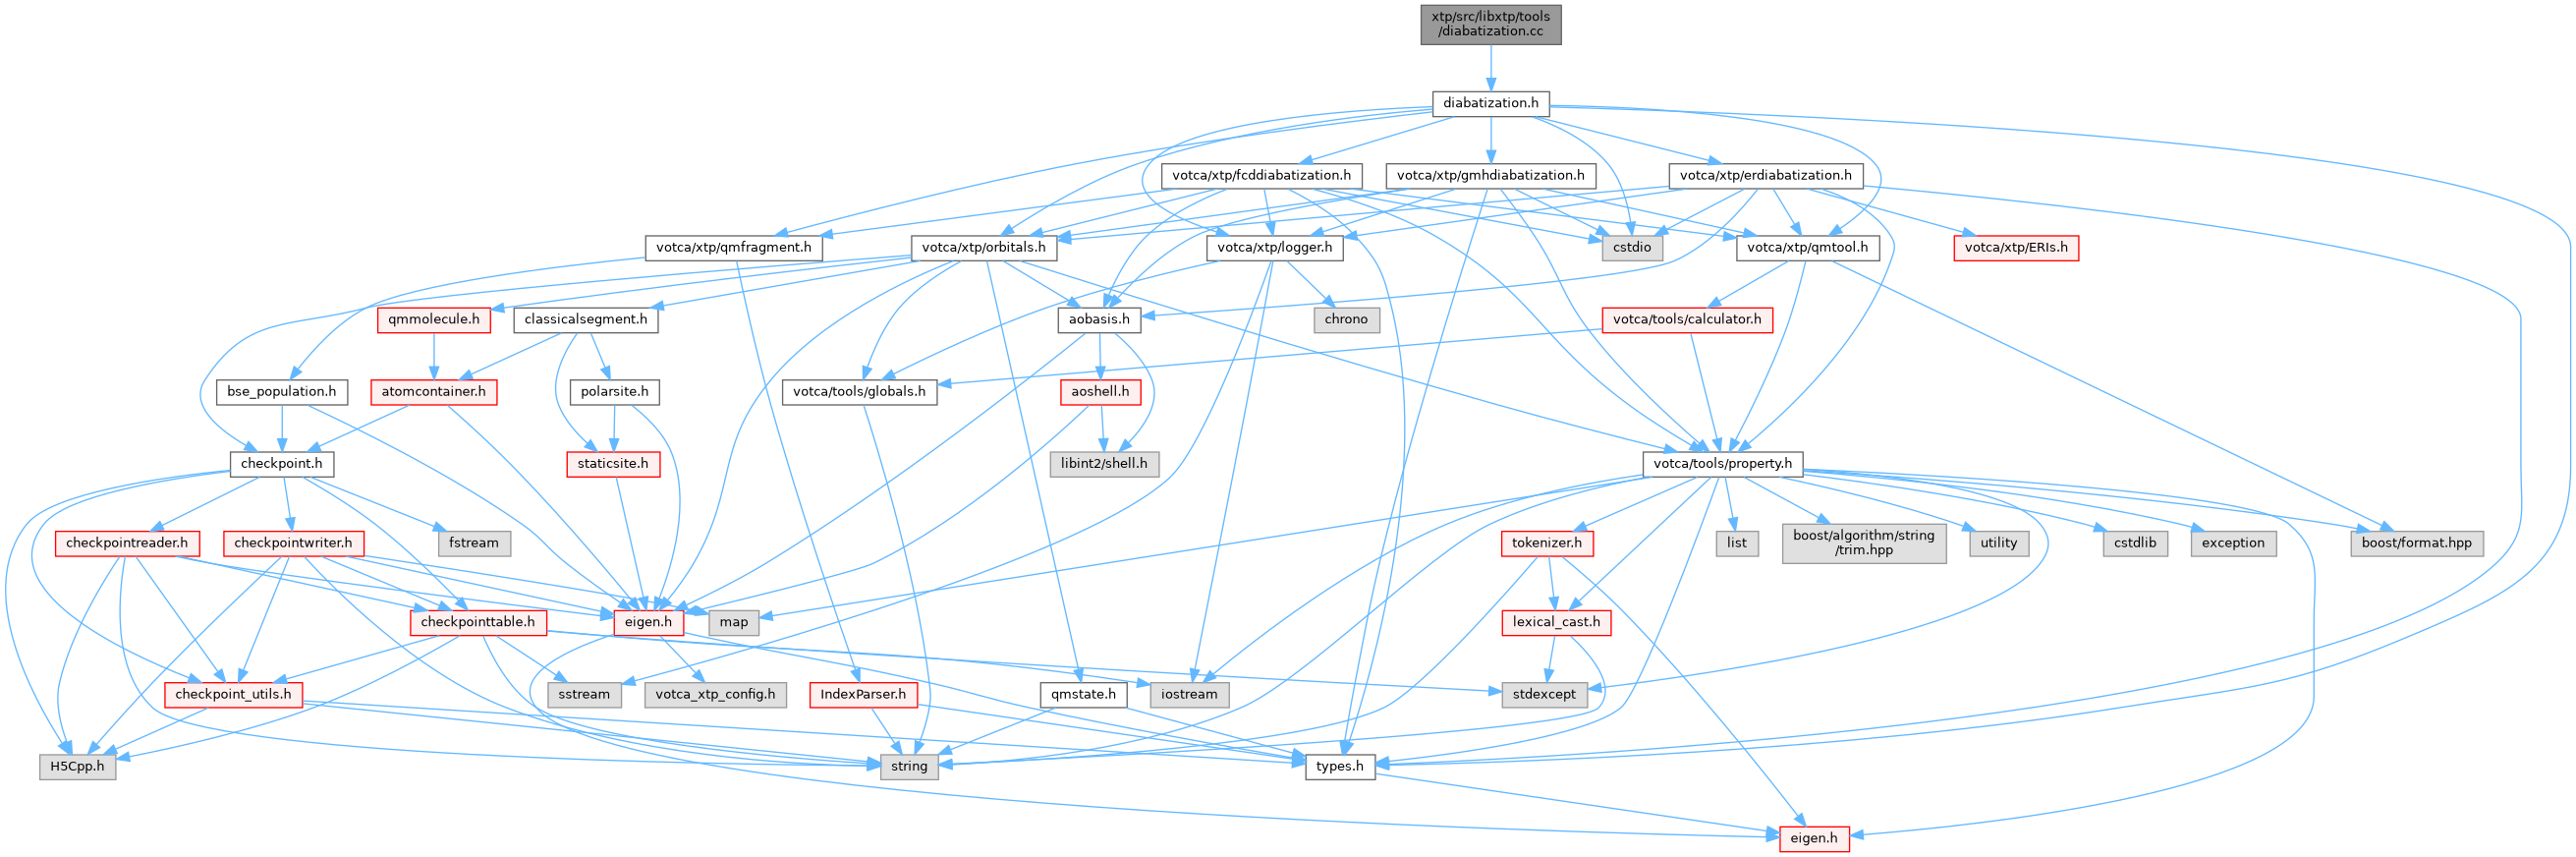 xtp/src/libxtp/tools
/diabatization.cc
diabatization.h
votca/xtp/fcddiabatization.h
votca/xtp/gmhdiabatization.h
votca/xtp/erdiabatization.h
votca/xtp/qmfragment.h
votca/xtp/orbitals.h
votca/xtp/logger.h
cstdio
votca/xtp/qmtool.h
votca/xtp/ERIs.h
qmmolecule.h
classicalsegment.h
aobasis.h
chrono
votca/tools/calculator.h
bse_population.h
atomcontainer.h
polarsite.h
votca/tools/globals.h
aoshell.h
checkpoint.h
staticsite.h
libint2/shell.h
votca/tools/property.h
checkpointreader.h
checkpointwriter.h
fstream
tokenizer.h
list
boost/algorithm/string
/trim.hpp
utility
cstdlib
exception
boost/format.hpp
checkpointtable.h
eigen.h
map
lexical_cast.h
checkpoint_utils.h
sstream
votca_xtp_config.h
IndexParser.h
qmstate.h
iostream
stdexcept
H5Cpp.h
string
types.h
eigen.h